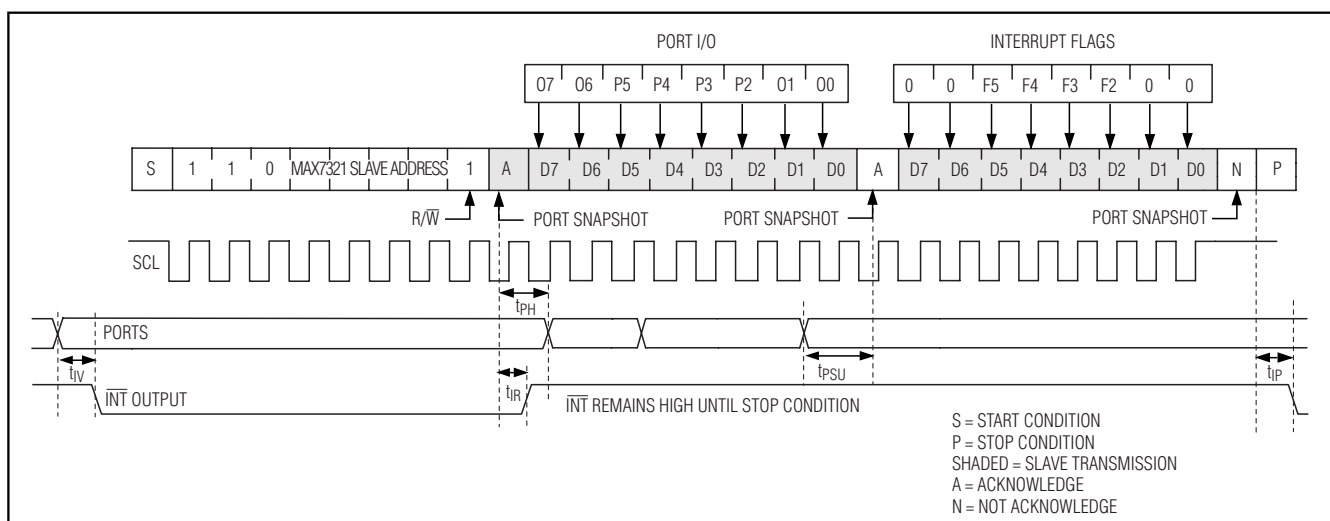 PORT I/O INTERRUPT FLAGS
O7 O6 P5 P4 P3 P2 O1 O0 0 0 F5 F4 F3 F2 0 0
S 1 1 0 MAX7321 SLAVE ADDRESS 1 A D7 D6 D5 D4 D3 D2 D1 D0 A D7 D6 D5 D4 D3 D2 D1 D0 N P
R/W̅ PORT SNAPSHOT PORT SNAPSHOT PORT SNAPSHOT
SCL
tPH
PORTS
tIV tIR tPSU tIP
I̅N̅T̅ OUTPUT I̅N̅T̅ REMAINS HIGH UNTIL STOP CONDITION
S = START CONDITION
P = STOP CONDITION
SHADED = SLAVE TRANSMISSION
A = ACKNOWLEDGE
N = NOT ACKNOWLEDGE